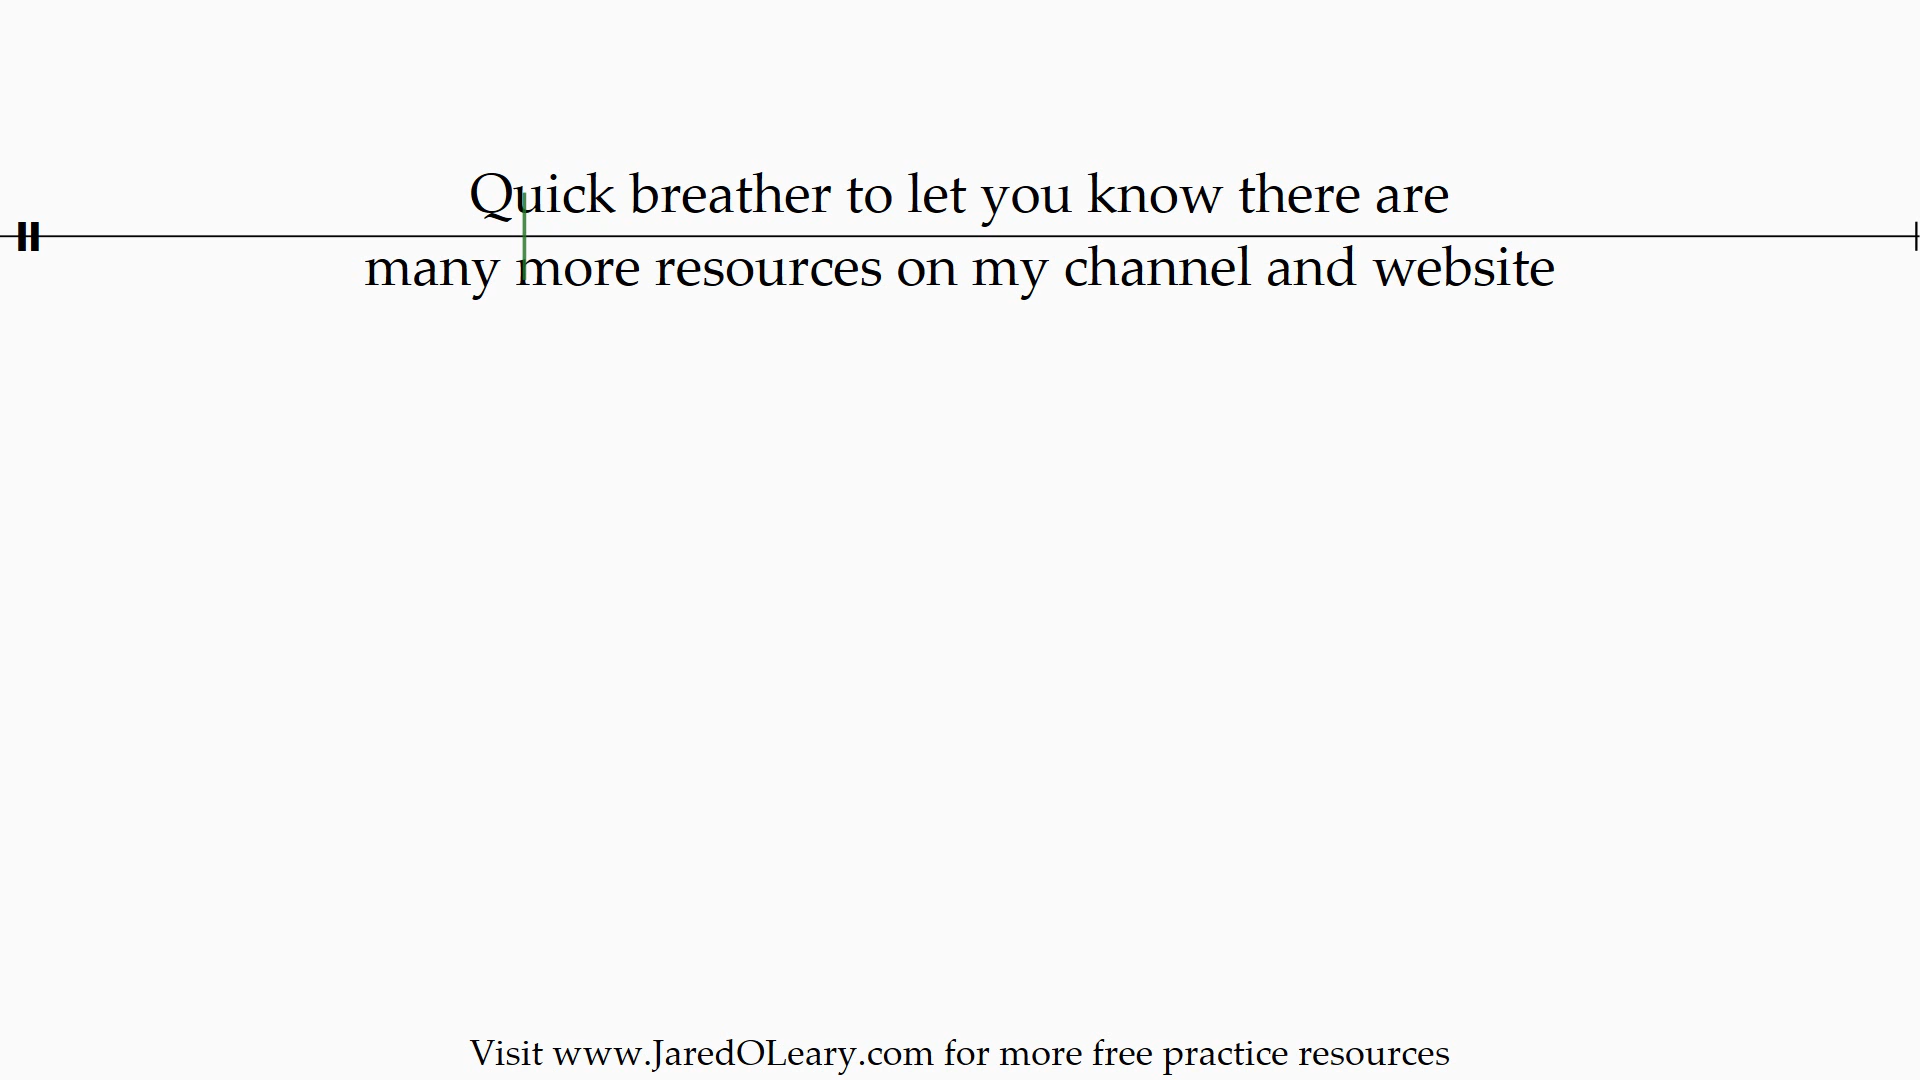 Quick breather to let you know there are
many more resources on my channel and website
Visit www.JaredOLeary.com for more free practice resources